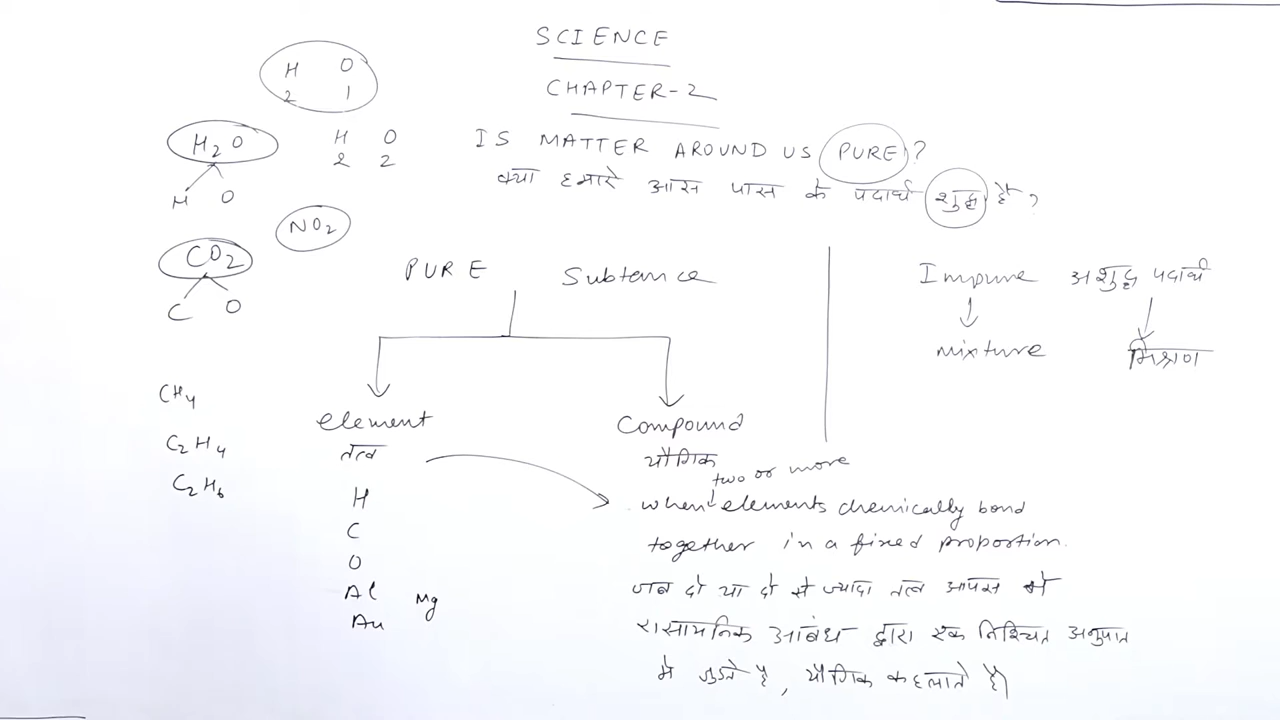 SCIENCE
CHAPTER-2
IS MATTER AROUND US PURE?
क्या हमारे आस पास के पदार्थ शुद्ध है?
H O
2 1
H2O
H O
2 2
H O
NO2
CO2
C O
CH4
C2H4
C2H6
PURE Subtance
element
तत्व
H
C
O
Al Mg
Au
Compound
यौगिक
two or more
when elements chemically bond
together in a fixed proportion.
जब दो या दो से ज्यादा तत्व आपस मे
रासायनिक आबंध द्वारा एक निश्चित अनुपात
मे जुड़ते है, यौगिक कहलाते है।
Impure अशुद्ध पदार्थ
mixture मिश्रण